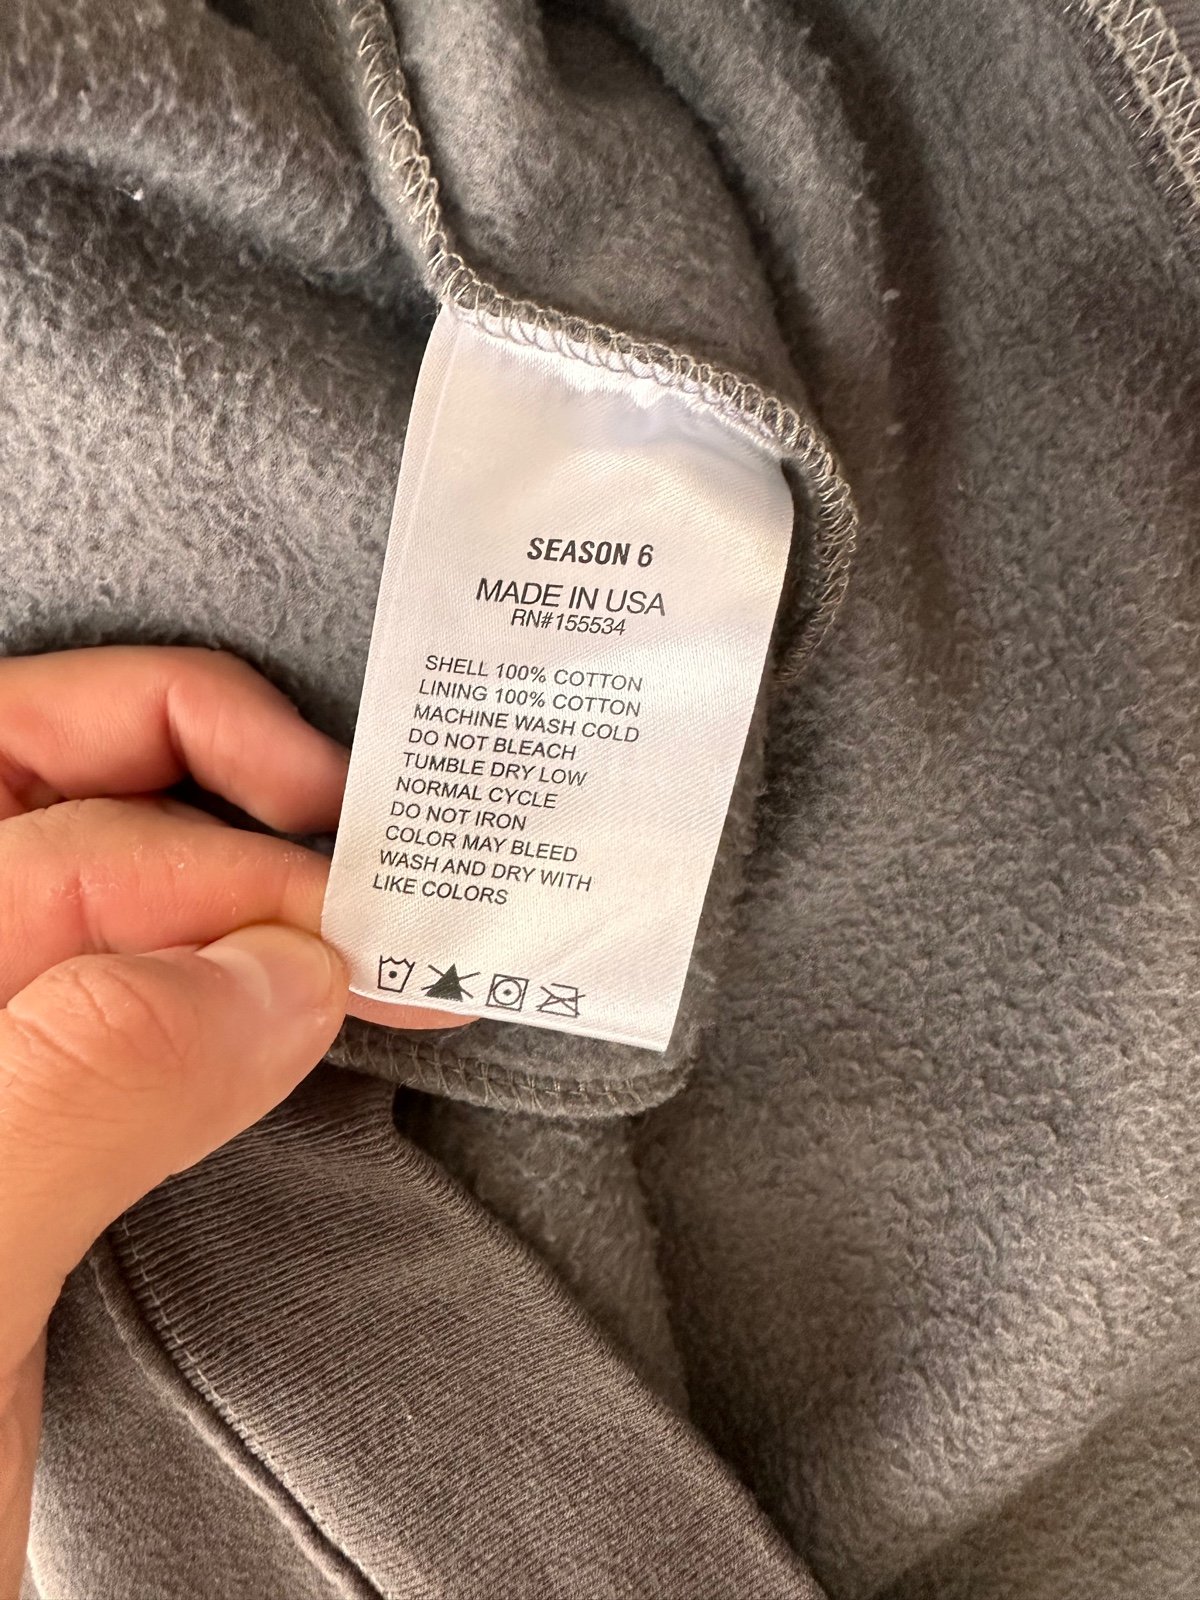 SEASON 6
MADE IN USA
RN#155534
SHELL 100% COTTON
LINING 100% COTTON
MACHINE WASH COLD
DO NOT BLEACH
TUMBLE DRY LOW
NORMAL CYCLE
DO NOT IRON
COLOR MAY BLEED
WASH AND DRY WITH
LIKE COLORS